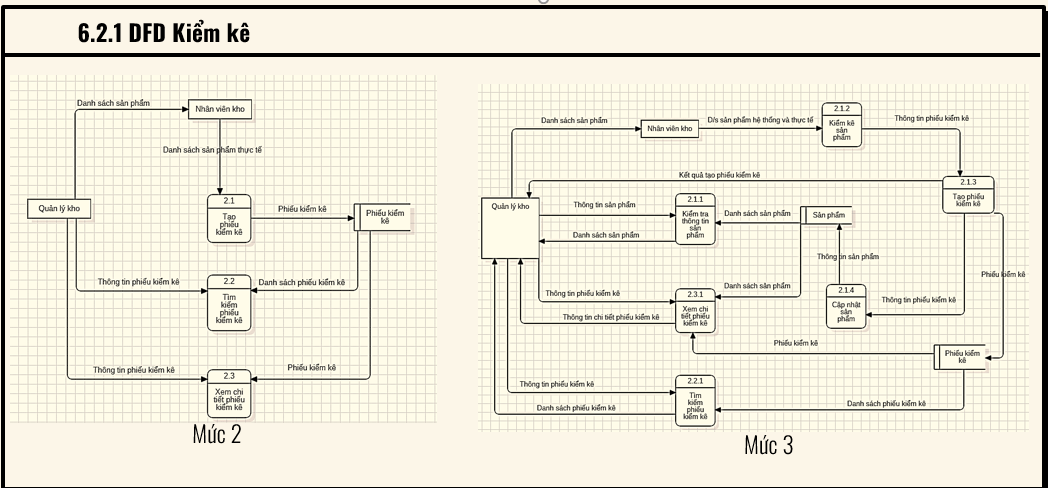 6.2.1 DFD Kiểm kê
Danh sách sản phẩm
Nhân viên kho
Danh sách sản phẩm thực tế
Quản lý kho
2.1
Tạo
phiếu
kiểm kê
Phiếu kiểm kê
Phiếu kiểm
kê
Thông tin phiếu kiểm kê
2.2
Tìm
kiếm
phiếu
kiểm kê
Danh sách phiếu kiểm kê
Thông tin phiếu kiểm kê
2.3
Xem chi
tiết phiếu
kiểm kê
Phiếu kiểm kê
Mức 2
Danh sách sản phẩm
Nhân viên kho
D/s sản phẩm hệ thống và thực tế
2.1.2
Kiểm kê
sản
phẩm
Thông tin phiếu kiểm kê
Kết quả tạo phiếu kiểm kê
2.1.3
Tạo phiếu
kiểm kê
Quản lý kho
Thông tin sản phẩm
2.1.1
Kiểm tra
thông tin
sản
phẩm
Danh sách sản phẩm
Sản phẩm
Danh sách sản phẩm
Thông tin sản phẩm
Phiếu kiểm kê
Danh sách sản phẩm
2.1.4
Cập nhật
sản
phẩm
Thông tin phiếu kiểm kê
Thông tin phiếu kiểm kê
2.3.1
Xem chi
tiết phiếu
kiểm kê
Thông tin chi tiết phiếu kiểm kê
Phiếu kiểm kê
Phiếu kiểm
kê
Thông tin phiếu kiểm kê
2.2.1
Tìm
kiếm
phiếu
kiểm kê
Danh sách phiếu kiểm kê
Danh sách phiếu kiểm kê
Mức 3